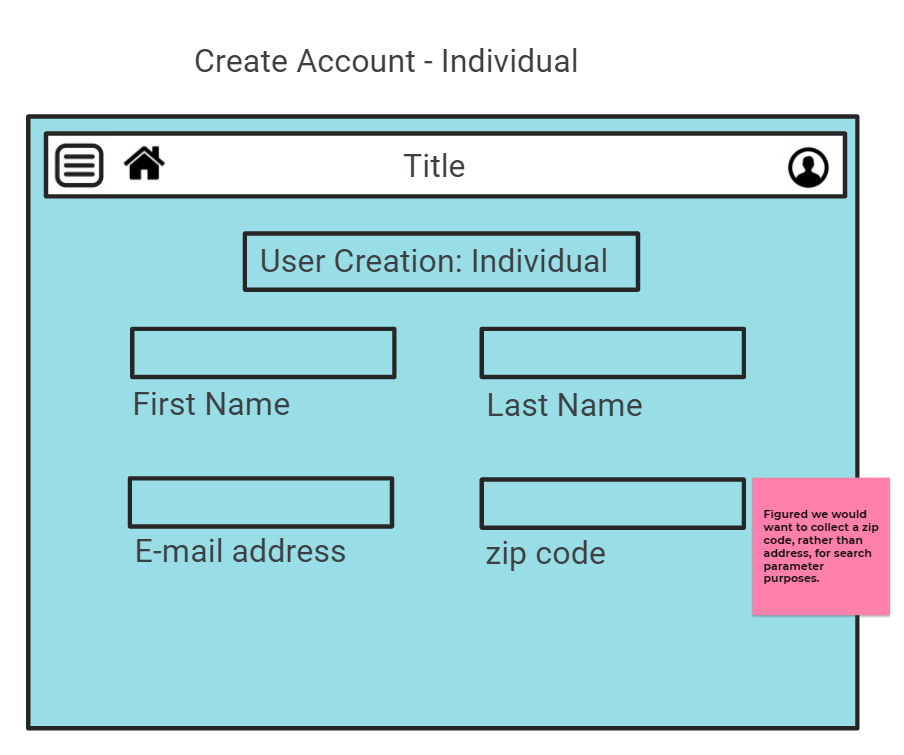 Create Account - Individual
Title
User Creation: Individual
First Name
Last Name
E-mail address
zip code
Figured we would
want to collect a zip
code, rather than
address, for search
parameter
purposes.